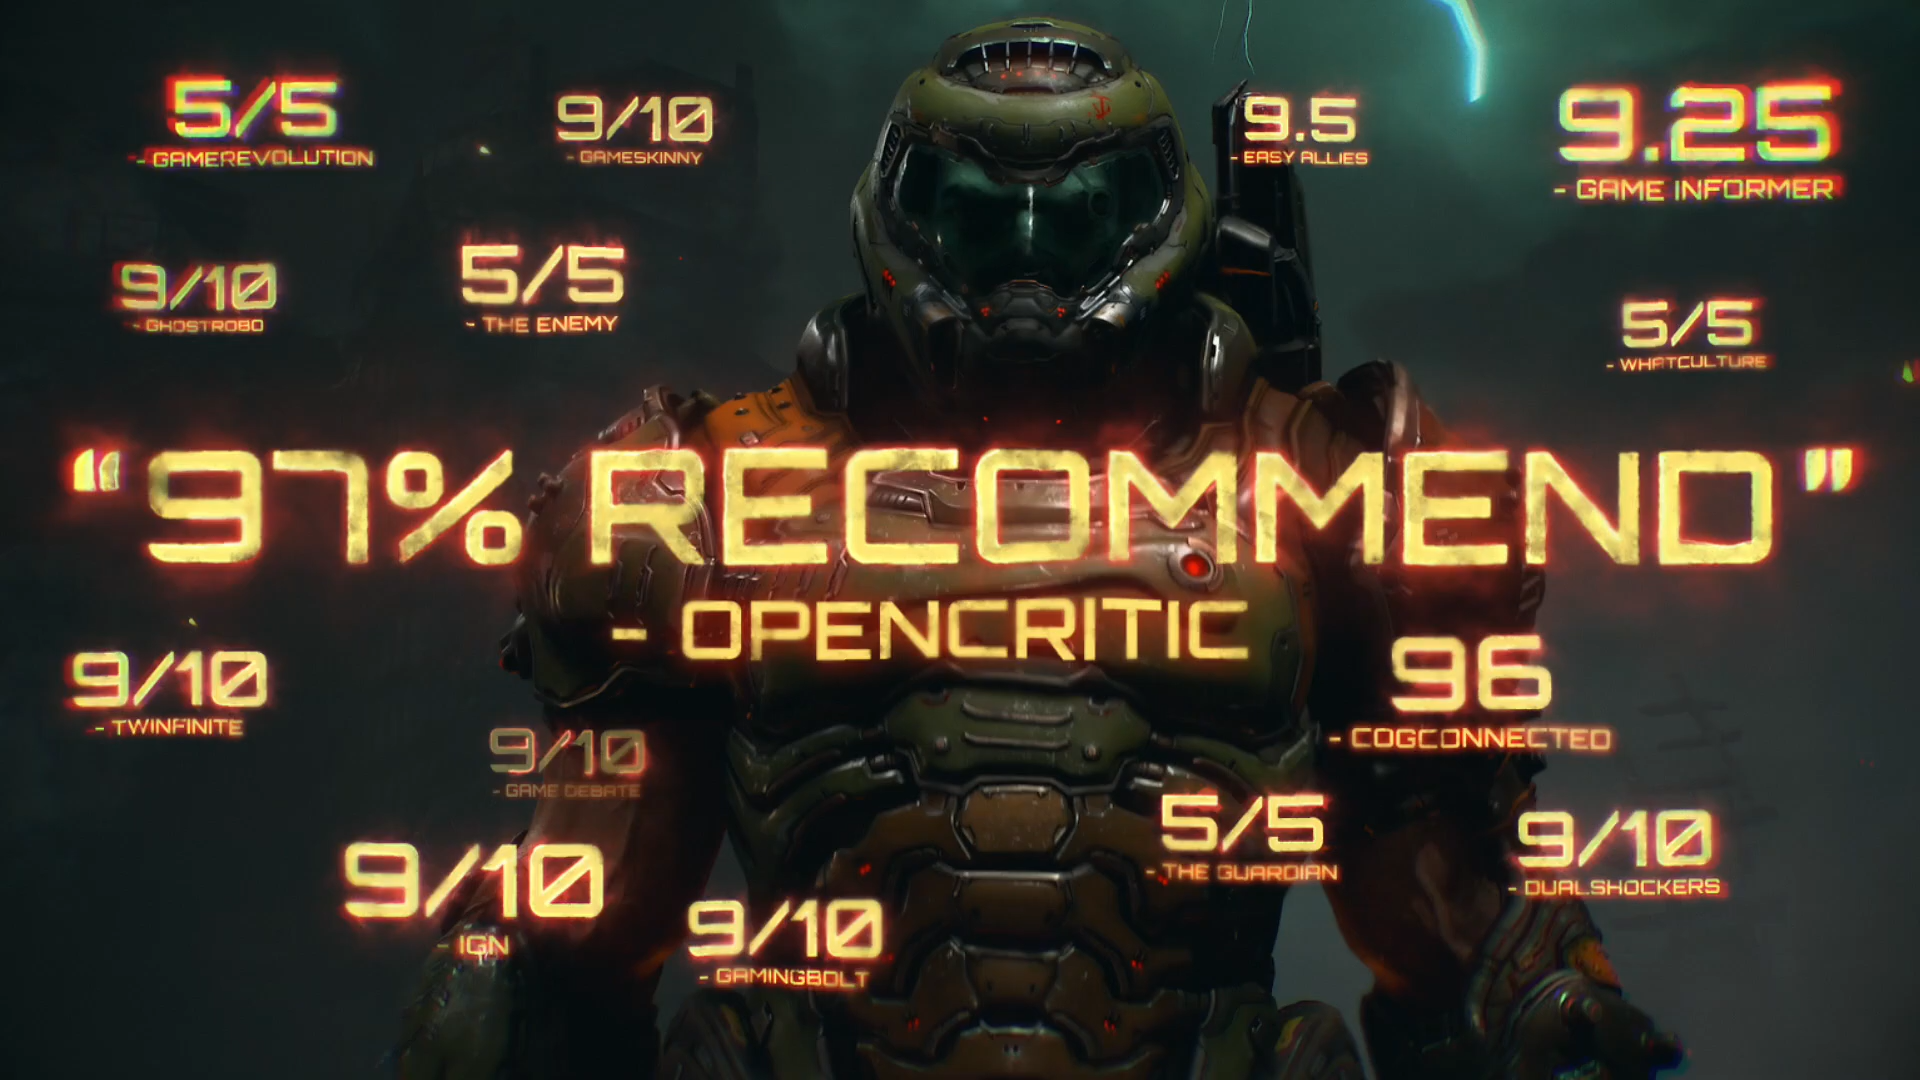 5/5
- GAMEREVOLUTION
9/10
- GAMESKINNY
9.5
- EASY ALLIES
9.25
- GAME INFORMER
9/10
- GHOSTROBO
5/5
- THE ENEMY
5/5
- WHATCULTURE
“97% RECOMMEND”
- OPENCRITIC
9/10
- TWINFINITE
9/10
- GAME DEBATE
96
- COGCONNECTED
5/5
- THE GUARDIAN
9/10
- DUALSHOCKERS
9/10
- IGN
9/10
- GAMINGBOLT